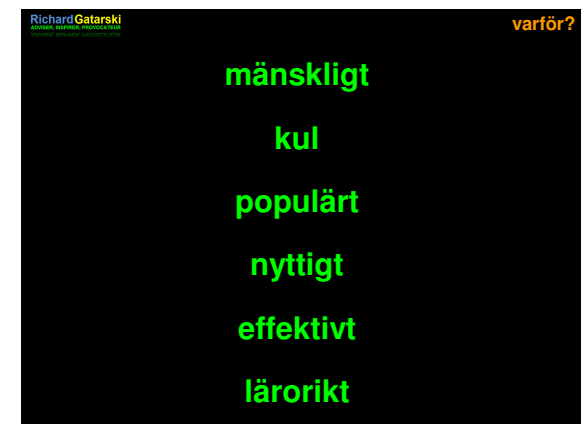 RichardGatarski
ADVISER, INSPIRER, PROVOCATEUR
varför?
mänskligt
kul
populärt
nyttigt
effektivt
lärorikt